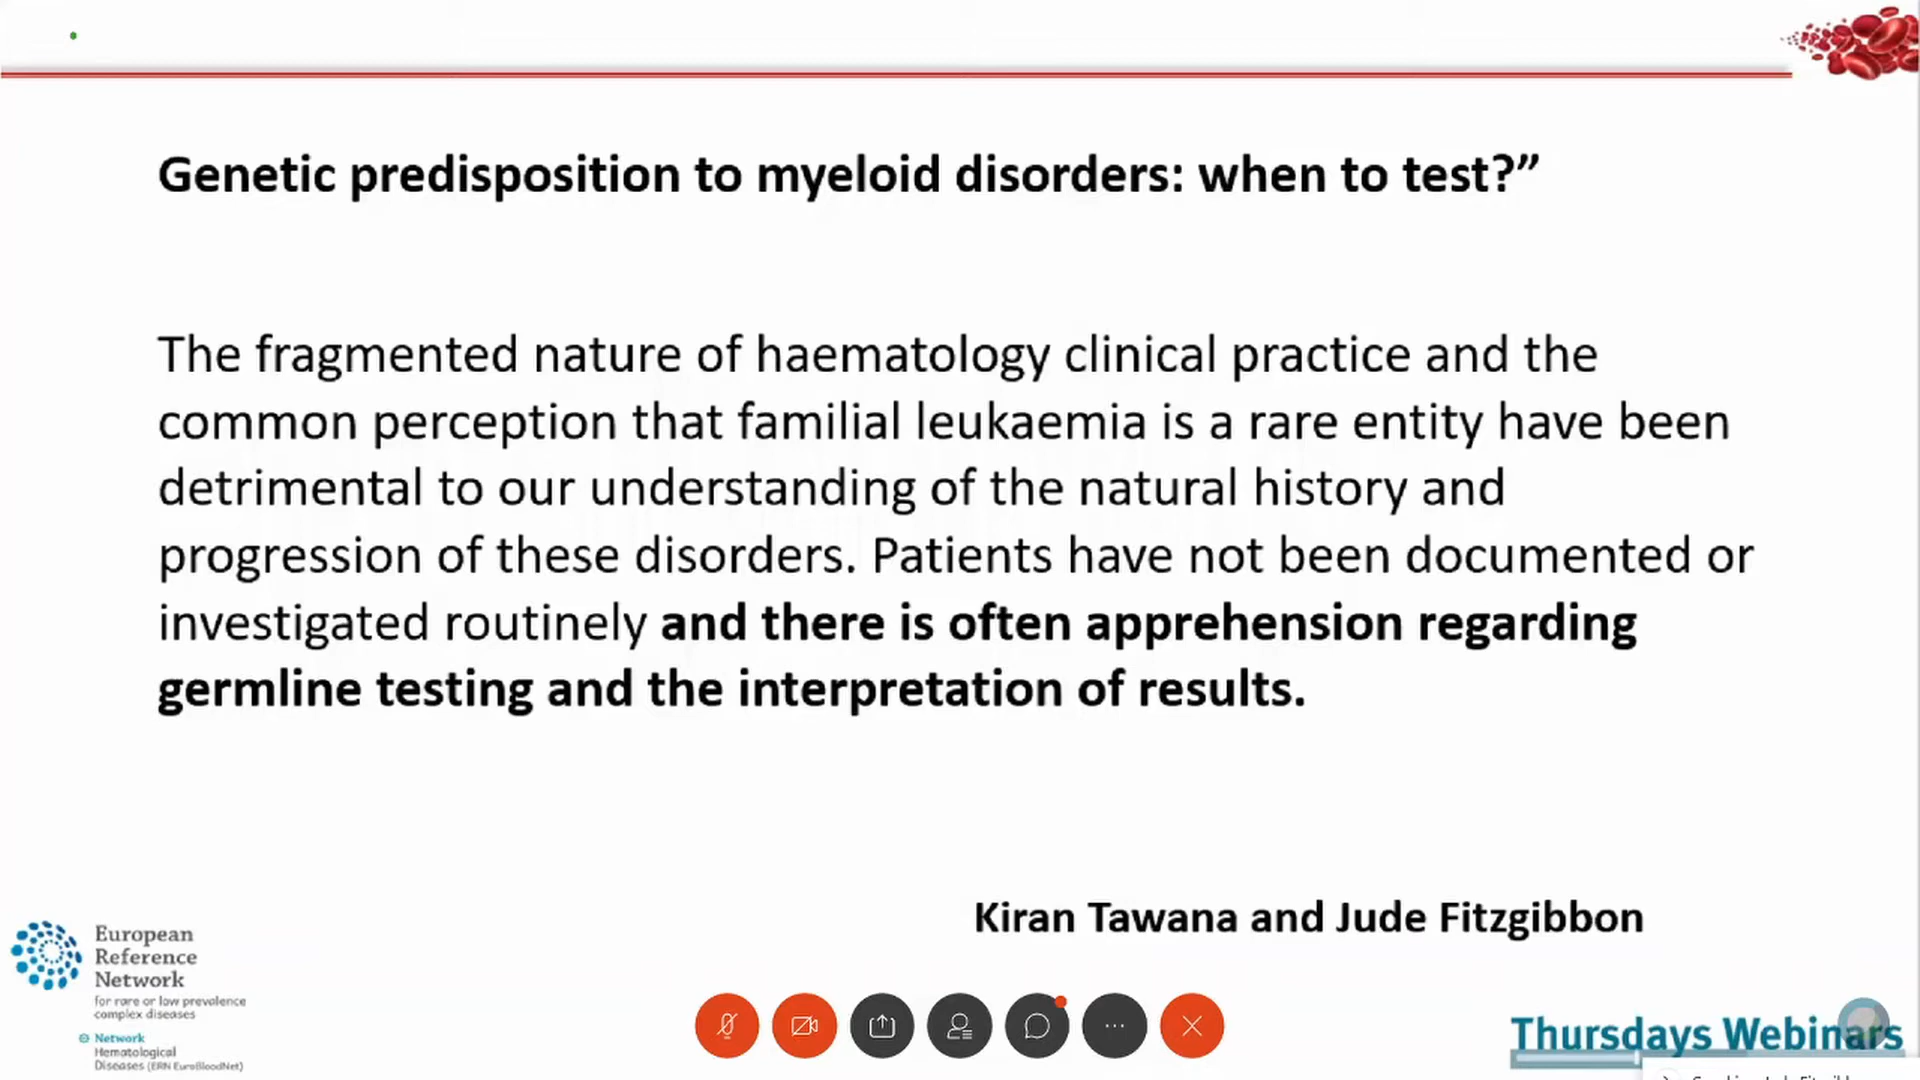 Genetic predisposition to myeloid disorders: when to test?”
The fragmented nature of haematology clinical practice and the
common perception that familial leukaemia is a rare entity have been
detrimental to our understanding of the natural history and
progression of these disorders. Patients have not been documented or
investigated routinely and there is often apprehension regarding
germline testing and the interpretation of results.
Kiran Tawana and Jude Fitzgibbon
European
Reference
Network
for rare or low prevalence
complex diseases
Network
Hematological
Diseases (ERN EuroBloodNet)
Thursdays Webinars